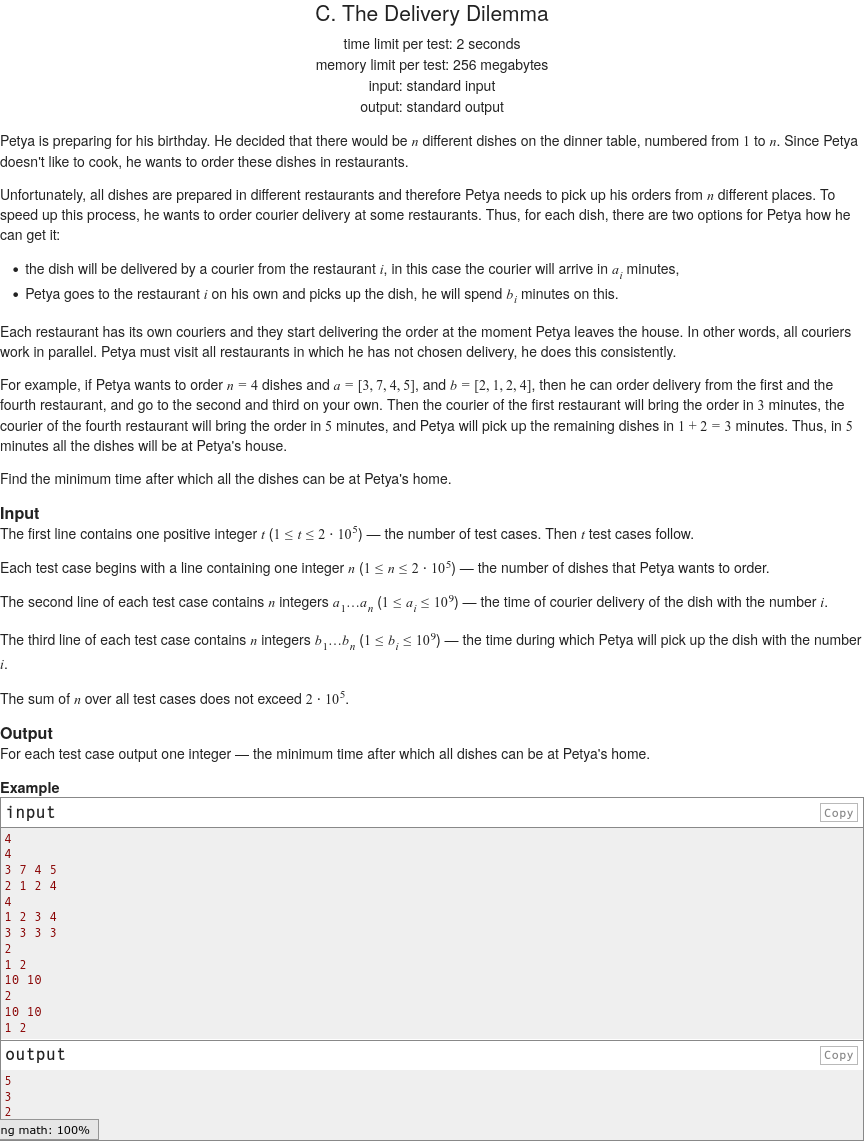 C. The Delivery Dilemma
time limit per test: 2 seconds
memory limit per test: 256 megabytes
input: standard input
output: standard output
Petya is preparing for his birthday. He decided that there would be n different dishes on the dinner table, numbered from 1 to n. Since Petya
doesn't like to cook, he wants to order these dishes in restaurants.
Unfortunately, all dishes are prepared in different restaurants and therefore Petya needs to pick up his orders from n different places. To
speed up this process, he wants to order courier delivery at some restaurants. Thus, for each dish, there are two options for Petya how he
can get it:
• the dish will be delivered by a courier from the restaurant i, in this case the courier will arrive in a_i minutes,
• Petya goes to the restaurant i on his own and picks up the dish, he will spend b_i minutes on this.
Each restaurant has its own couriers and they start delivering the order at the moment Petya leaves the house. In other words, all couriers
work in parallel. Petya must visit all restaurants in which he has not chosen delivery, he does this consistently.
For example, if Petya wants to order n = 4 dishes and a = [3, 7, 4, 5], and b = [2, 1, 2, 4], then he can order delivery from the first and the
fourth restaurant, and go to the second and third on your own. Then the courier of the first restaurant will bring the order in 3 minutes, the
courier of the fourth restaurant will bring the order in 5 minutes, and Petya will pick up the remaining dishes in 1 + 2 = 3 minutes. Thus, in 5
minutes all the dishes will be at Petya's house.
Find the minimum time after which all the dishes can be at Petya's home.
Input
The first line contains one positive integer t (1 ≤ t ≤ 2 · 10^5) — the number of test cases. Then t test cases follow.
Each test case begins with a line containing one integer n (1 ≤ n ≤ 2 · 10^5) — the number of dishes that Petya wants to order.
The second line of each test case contains n integers a_1…a_n (1 ≤ a_i ≤ 10^9) — the time of courier delivery of the dish with the number i.
The third line of each test case contains n integers b_1…b_n (1 ≤ b_i ≤ 10^9) — the time during which Petya will pick up the dish with the number
i.
The sum of n over all test cases does not exceed 2 · 10^5.
Output
For each test case output one integer — the minimum time after which all dishes can be at Petya's home.
Example
input Copy
4
4
3 7 4 5
2 1 2 4
4
1 2 3 4
3 3 3 3
2
1 2
10 10
2
10 10
1 2
output Copy
5
3
2
ng math: 100%